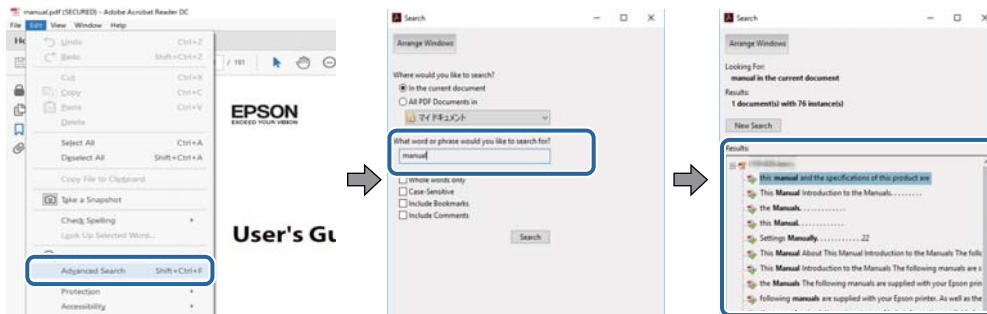 manual.pdf (SECURED) - Adobe Acrobat Reader DC
File Edit View Window Help
Undo Ctrl+Z
Shift+Ctrl+Z
Cut Ctrl+X
Copy Ctrl+C
Paste Ctrl+V
Delete
Select All Ctrl+A
Deselect All Shift+Ctrl+A
Copy File to Clipboard
Take a Snapshot
Check Spelling
Look Up Selected Word...
Advanced Search Shift+Ctrl+F
Protection
Accessibility
/ 181
EPSON
EXCEED YOUR VISION
User's Gu
Search
Arrange Windows
Where would you like to search?
In the current document
All PDF Documents in
マイ ドキュメント
What word or phrase would you like to search for?
manual
Whole words only
Case-Sensitive
Include Bookmarks
Include Comments
Search
Search
Arrange Windows
Looking For:
manual in the current document
Results:
1 document(s) with 76 instance(s)
New Search
Results:
this manual and the specifications of this product are
This Manual Introduction to the Manuals. . . . . . . . .
the Manuals. . . . . . . . . . . .
this Manual. . . . . . . . . . . .
Settings Manually. . . . . . . . . . . 22
This Manual About This Manual Introduction to the Manuals The follo
This Manual Introduction to the Manuals The following manuals are s
the Manuals The following manuals are supplied with your Epson prin
following manuals are supplied with your Epson printer. As well as the